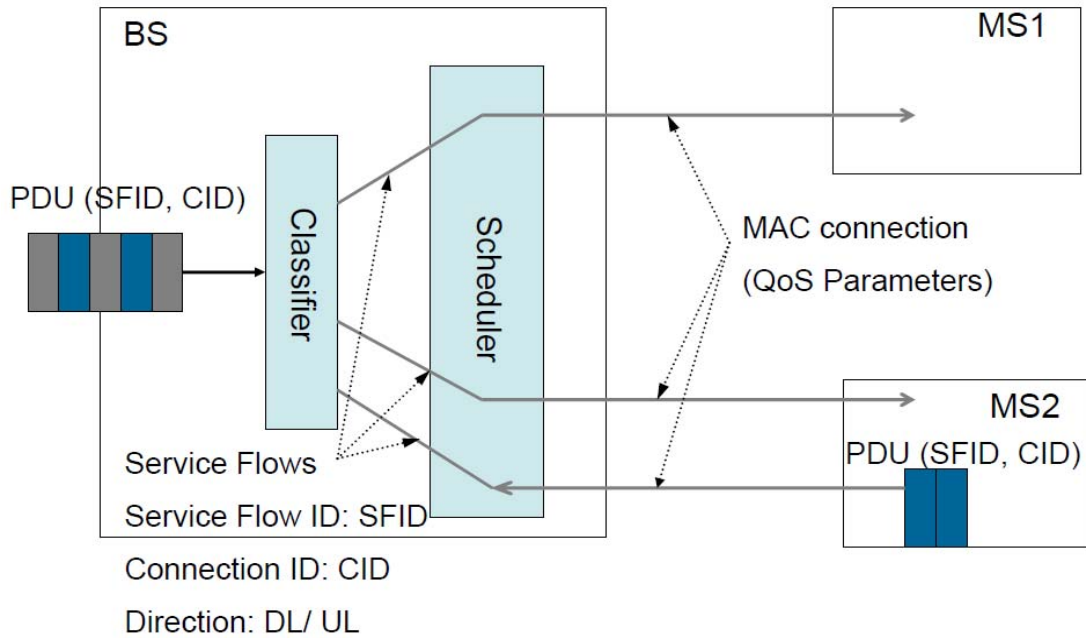 BS
MS1
PDU (SFID, CID)
Classifier
Scheduler
MAC connection
(QoS Parameters)
MS2
PDU (SFID, CID)
Service Flows
Service Flow ID: SFID
Connection ID: CID
Direction: DL/ UL